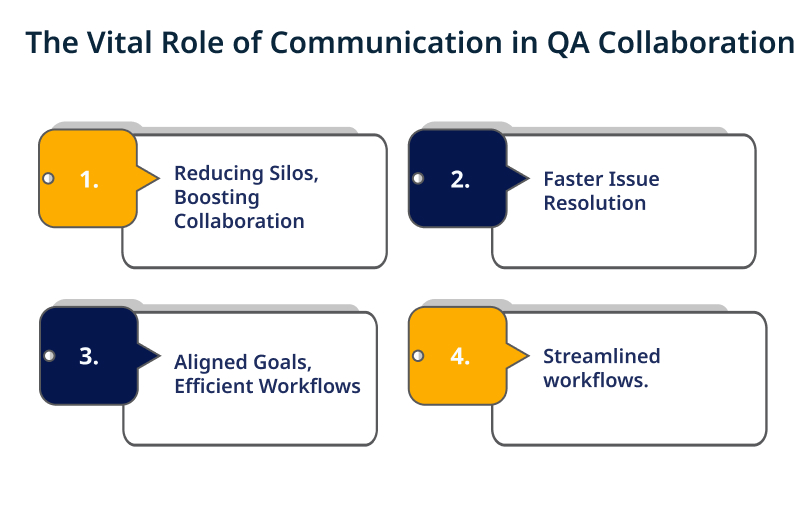 The Vital Role of Communication in QA Collaboration
1.
Reducing Silos,
Boosting
Collaboration
2.
Faster Issue
Resolution
3.
Aligned Goals,
Efficient Workflows
4.
Streamlined
workflows.